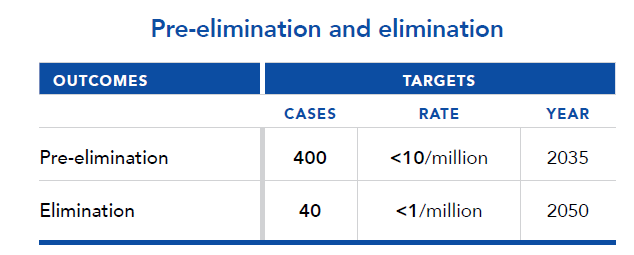 Pre-elimination and elimination
OUTCOMES TARGETS
CASES RATE YEAR
Pre-elimination 400 <10/million 2035
Elimination 40 <1/million 2050